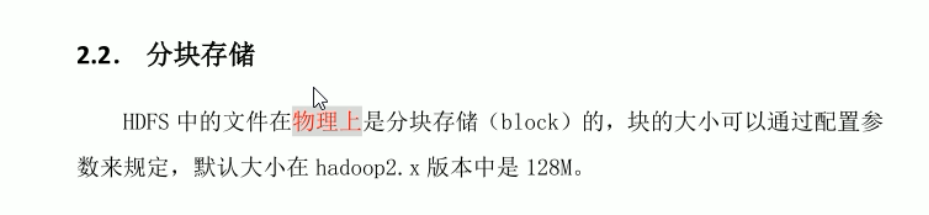 2.2. 分块存储
HDFS 中的文件在物理上是分块存储（block）的，块的大小可以通过配置参
数来规定，默认大小在 hadoop2.x 版本中是 128M。